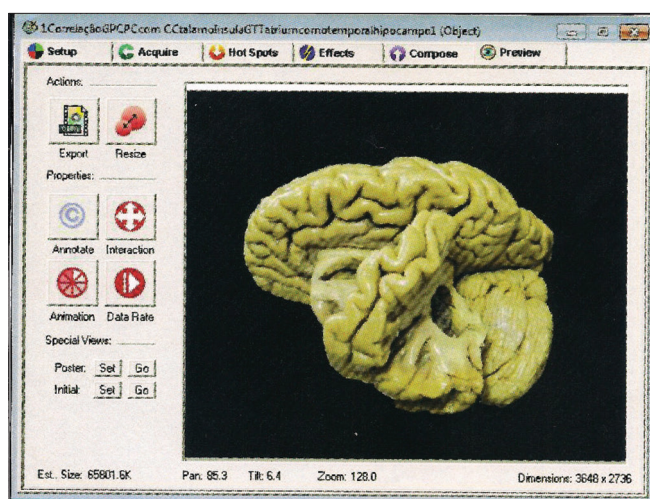 1CorrelaçãoGPCPCcom CCtalamoInsulaGTTatriumcornotemporalhipocampo1 (Object)
Setup Acquire Hot Spots Effects Compose Preview
Actions:
Export Resize
Properties:
Annotate Interaction
Animation Data Rate
Special Views:
Poster: Set Go
Initial: Set Go
Est. Size: 65801.6K Pan: 85.3 Tilt: 6.4 Zoom: 128.0 Dimensions: 3648 x 2736